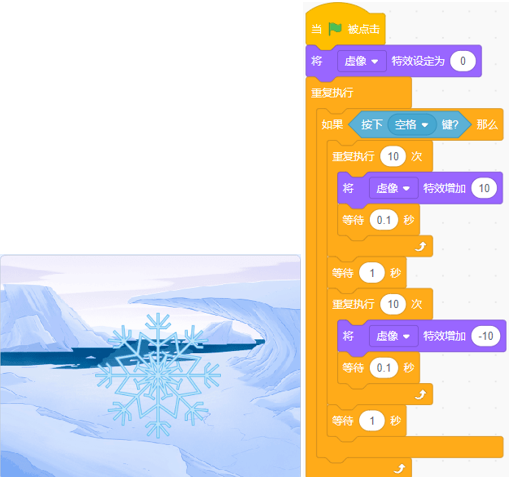 当 被点击
将 虚像 特效设定为 0
重复执行
如果 按下 空格 键? 那么
重复执行 10 次
将 虚像 特效增加 10
等待 0.1 秒
等待 1 秒
重复执行 10 次
将 虚像 特效增加 -10
等待 0.1 秒
等待 1 秒